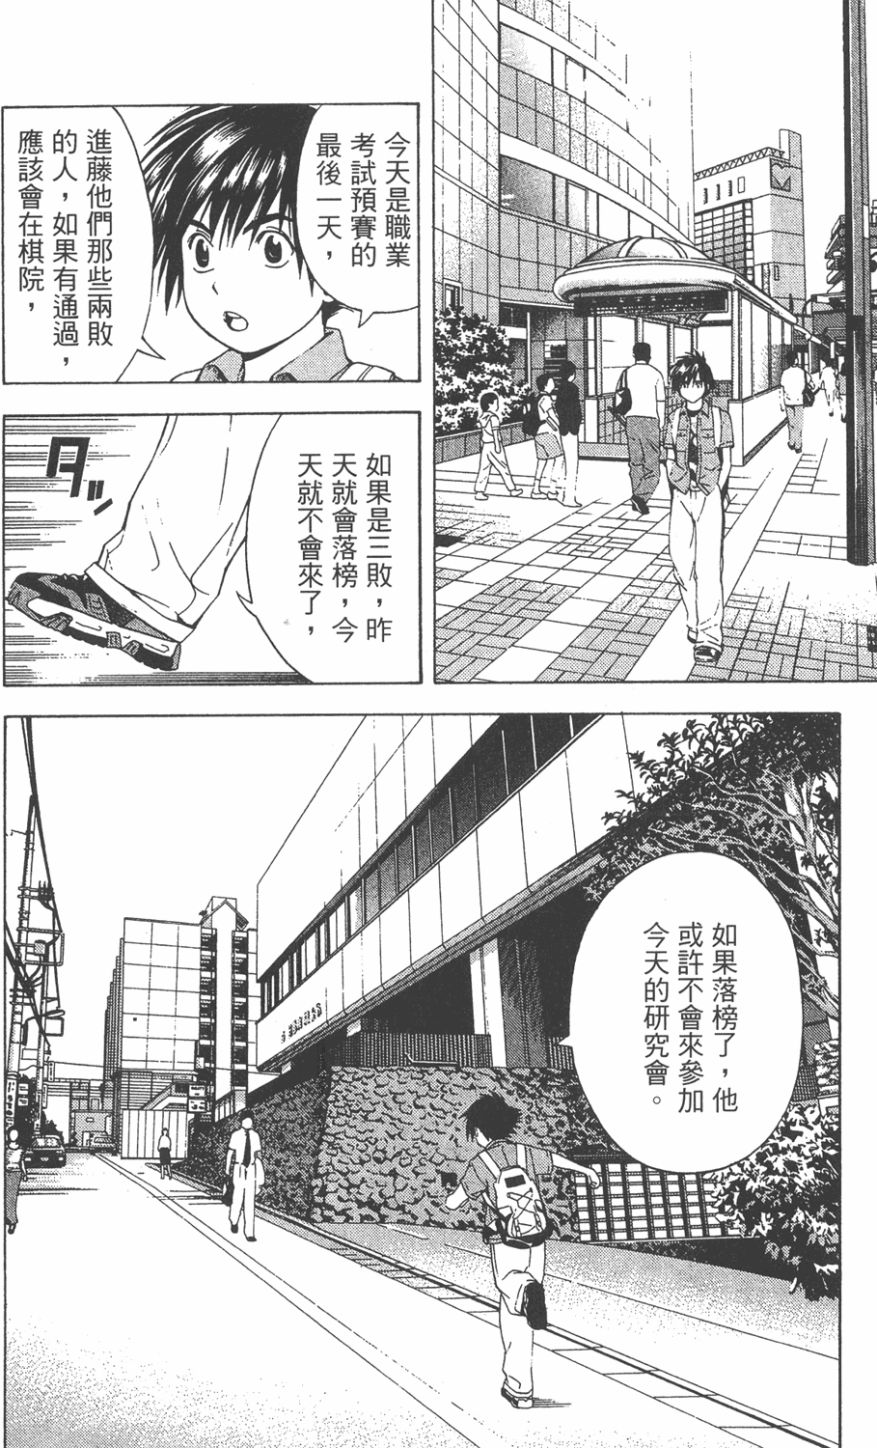 今天是職業
考試預賽的
最後一天，
進藤他們那些兩敗
的人，如果有通過，
應該會在棋院，
タッ
如果是三敗，昨
天就會落榜，今
天就不會來了，
如果落榜了，他
或許不會來參加
今天的研究會。